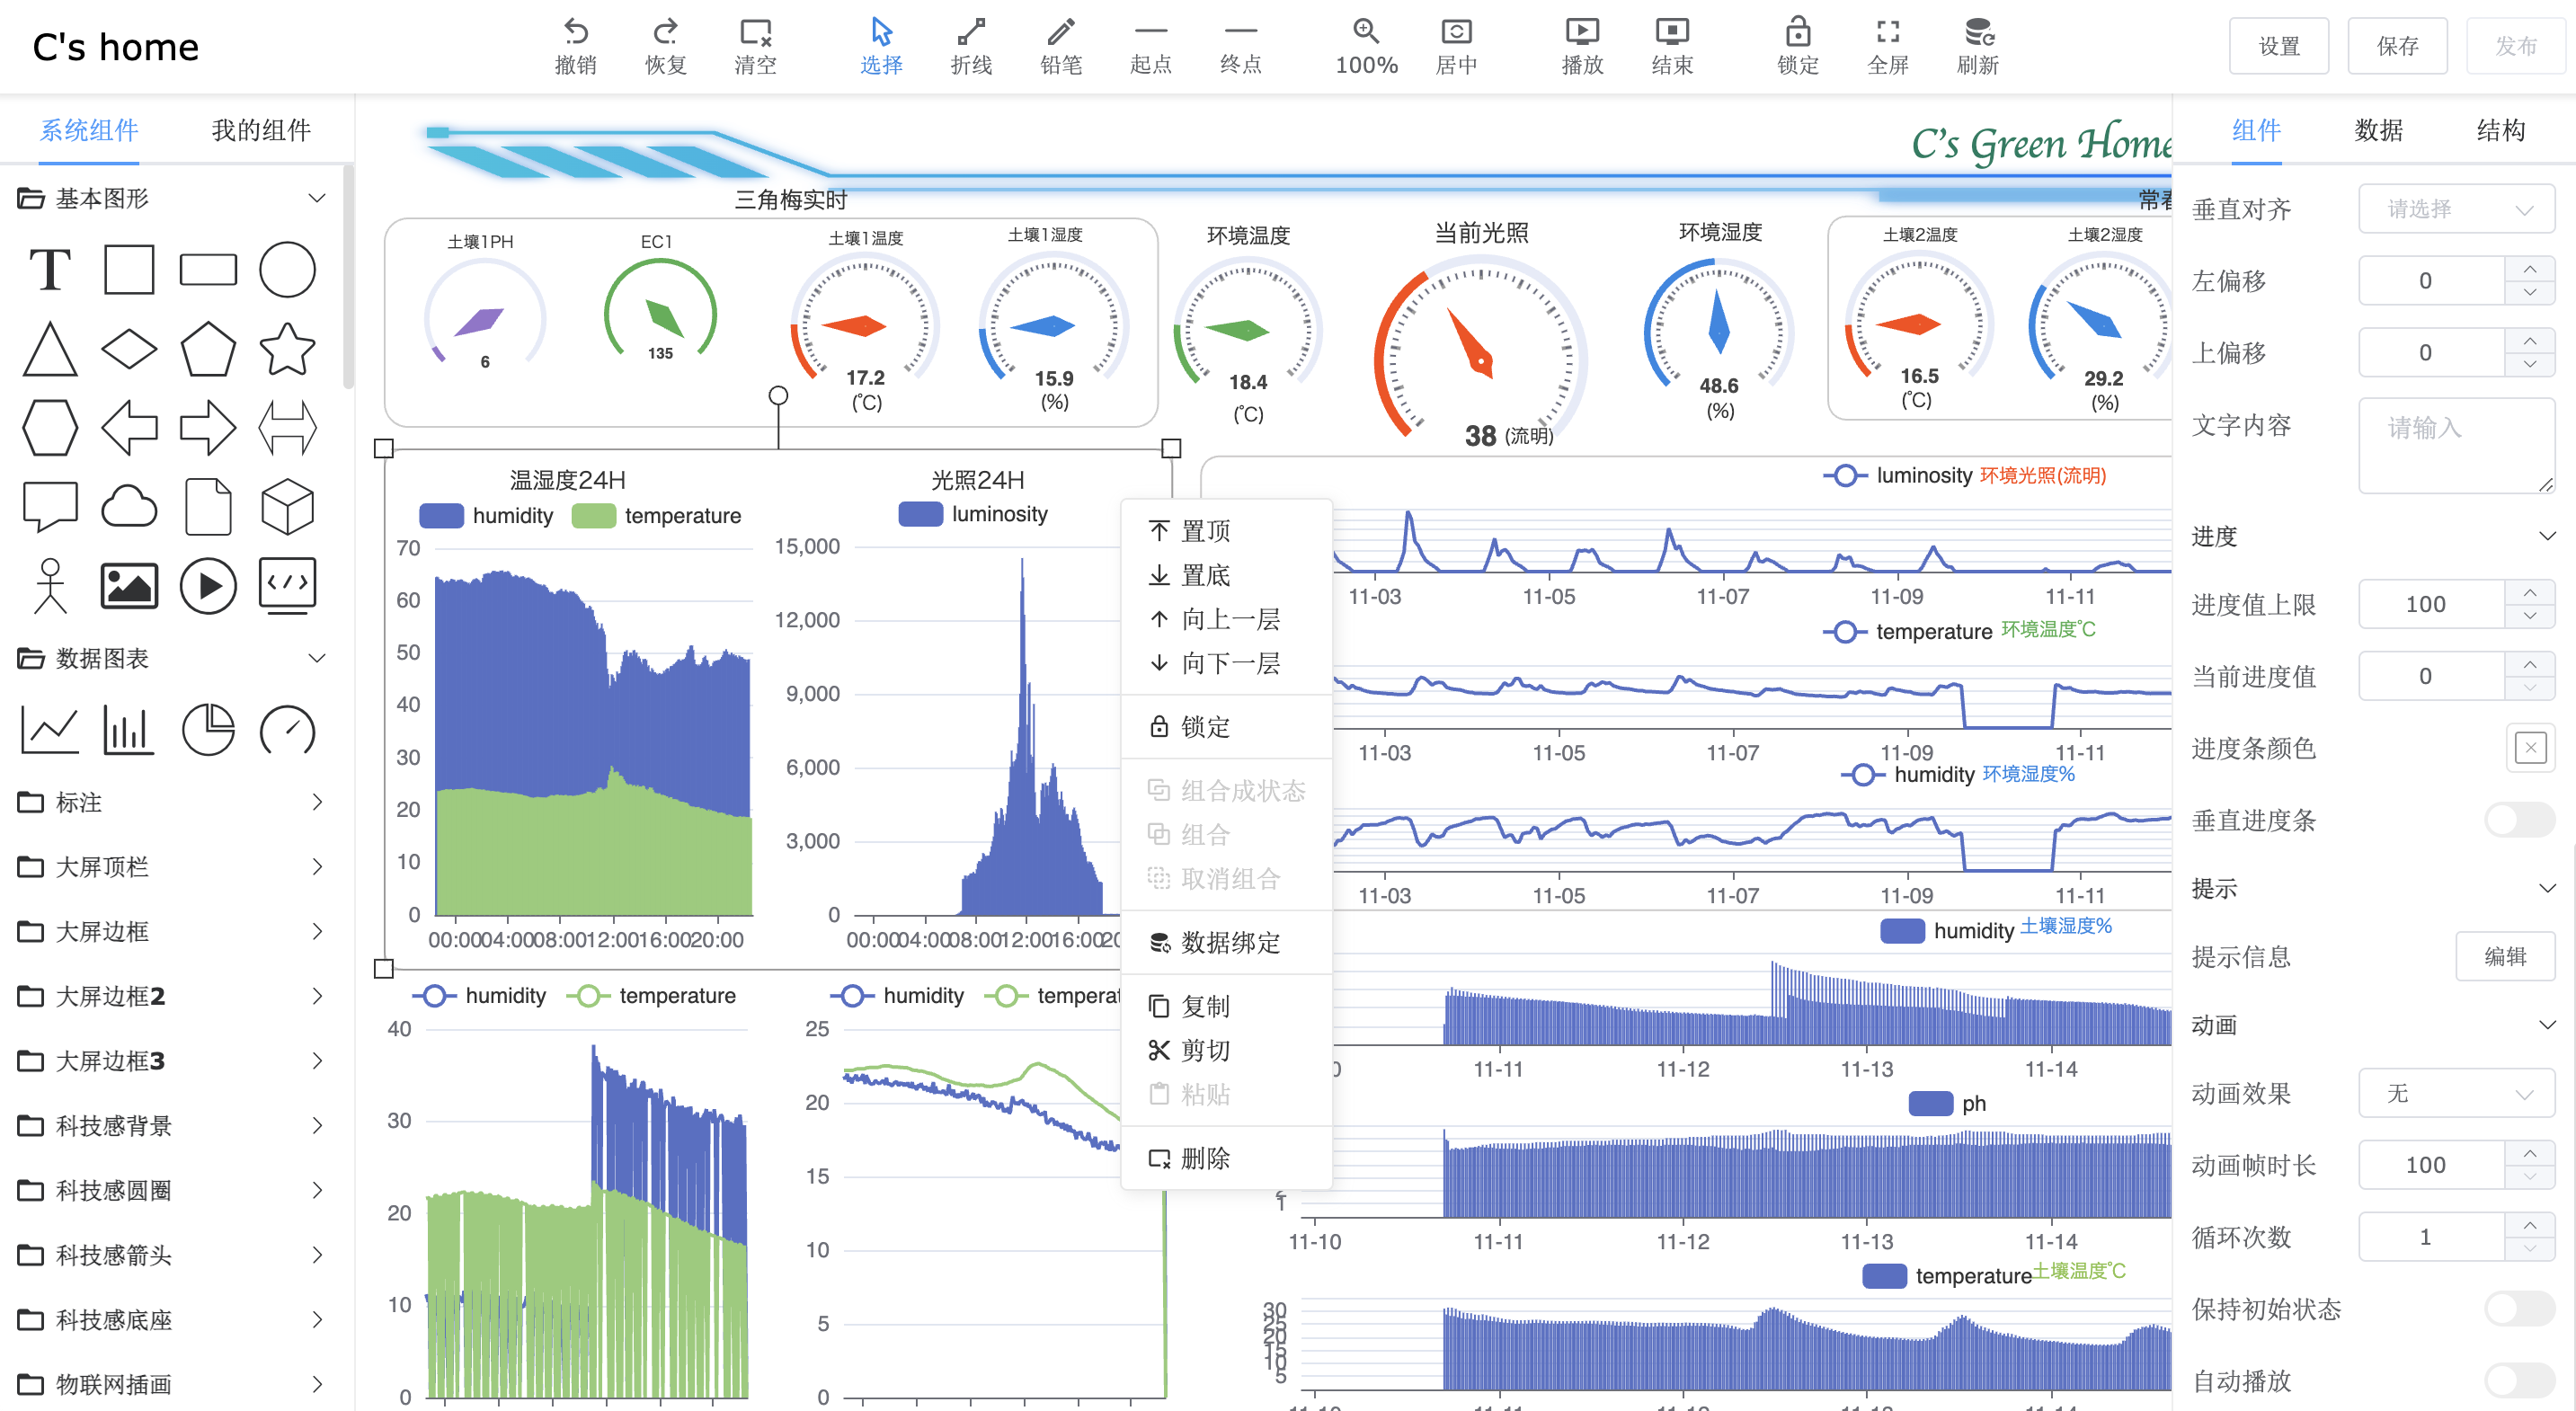 C's home
撤销 恢复 清空 选择 折线 铅笔 起点 终点 100% 居中 播放 结束 锁定 全屏 刷新
设置 保存 发布
系统组件 我的组件
基本图形
T
数据图表
标注
大屏顶栏
大屏边框
大屏边框2
大屏边框3
科技感背景
科技感圆圈
科技感箭头
科技感底座
物联网插画
C's Green Home
三角梅实时
土壤1PH
6
EC1
135
土壤1温度
17.2
(℃)
土壤1湿度
15.9
(%)
环境温度
18.4
(℃)
当前光照
38 (流明)
环境湿度
48.6
(%)
土壤2温度
16.5
(℃)
土壤2湿度
29.2
(%)
温湿度24H
humidity temperature
70
60
50
40
30
20
10
0
00:00 04:00 08:00 12:00 16:00 20:00
光照24H
luminosity
15,000
12,000
9,000
6,000
3,000
0
00:00 04:00 08:00 12:00 16:00
humidity temperature
40
30
20
10
0
humidity
25
20
15
10
5
0
置顶
置底
向上一层
向下一层
锁定
组合成状态
组合
取消组合
数据绑定
复制
剪切
粘贴
删除
luminosity 环境光照(流明)
11-03 11-05 11-07 11-09 11-11
temperature 环境温度℃
11-03 11-05 11-07 11-09 11-11
humidity 环境湿度%
11-03 11-05 11-07 11-09 11-11
humidity 土壤湿度%
11-11 11-12 11-13 11-14
ph
1
11-10 11-11 11-12 11-13 11-14
temperature 土壤温度℃
30
25
20
15
10
5
组件 数据 结构
垂直对齐 请选择
左偏移 0
上偏移 0
文字内容 请输入
进度
进度值上限 100
当前进度值 0
进度条颜色
垂直进度条
提示
提示信息 编辑
动画
动画效果 无
动画帧时长 100
循环次数 1
保持初始状态
自动播放